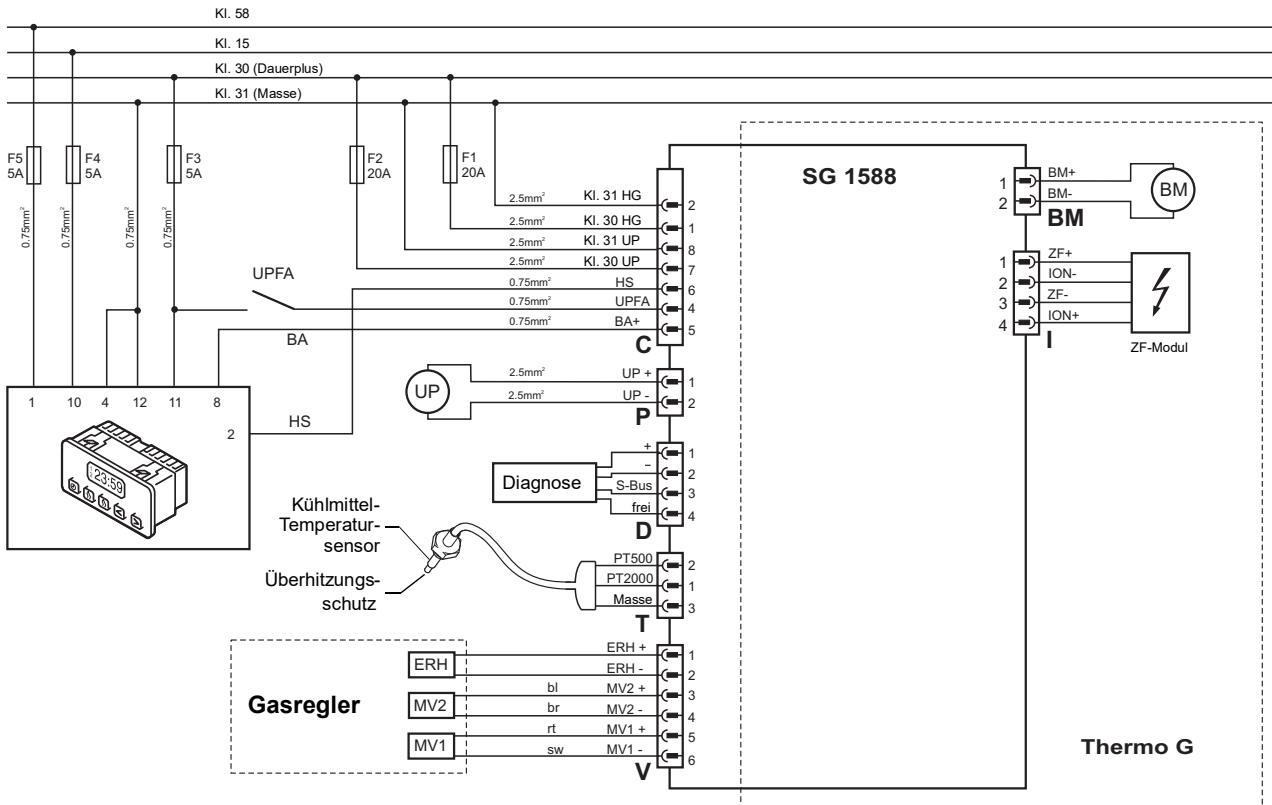 Kl. 58
Kl. 15
Kl. 30 (Dauerplus)
Kl. 31 (Masse)
F5
5A
F4
5A
F3
5A
F2
20A
F1
20A
0.75mm²
0.75mm²
0.75mm²
0.75mm²
SG 1588
2.5mm² Kl. 31 HG 2
2.5mm² Kl. 30 HG 1
2.5mm² Kl. 31 UP 8
2.5mm² Kl. 30 UP 7
0.75mm² HS 6
0.75mm² UPFA 4
0.75mm² BA+ 5
C
UPFA
BA
1 BM+
2 BM-
BM
BM
1 ZF+
2 ION-
3 ZF-
4 ION+
I
ZF-Modul
1 10 4 12 11 8
2
HS
23:59
UP
2.5mm² UP + 1
2.5mm² UP - 2
P
Diagnose
+ 1
– 2
S-Bus 3
frei 4
D
Kühlmittel-
Temperatur-
sensor
Überhitzungs-
schutz
PT500 2
PT2000 1
Masse 3
T
Gasregler
ERH
MV2
MV1
ERH + 1
ERH - 2
bl MV2 + 3
br MV2 - 4
rt MV1 + 5
sw MV1 - 6
V
Thermo G